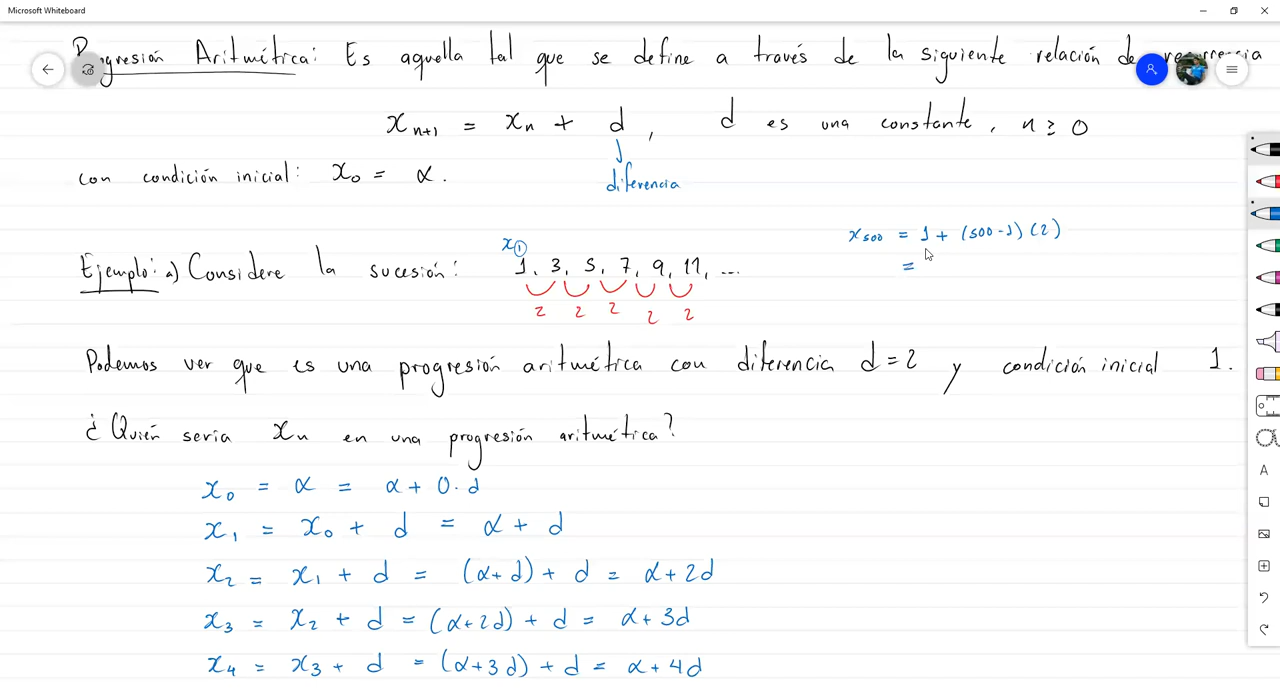 Microsoft Whiteboard
Progresión Aritmética: Es aquella tal que se define a través de la siguiente relación de recurrencia
x_{n+1} = x_n + d, d es una constante, n ≥ 0
con condición inicial: x_0 = α.
diferencia
x_{500} = 1 + (500-1)(2)
=
x_①
Ejemplo: a) Considere la sucesión: 1, 3, 5, 7, 9, 11, ...
2 2 2 2 2
Podemos ver que es una progresión aritmética con diferencia d=2 y condición inicial 1.
¿Quién sería x_n en una progresión aritmética?
x_0 = α = α + 0·d
x_1 = x_0 + d = α + d
x_2 = x_1 + d = (α+d) + d = α+2d
x_3 = x_2 + d = (α+2d) + d = α+3d
x_4 = x_3 + d = (α+3d) + d = α+4d
A